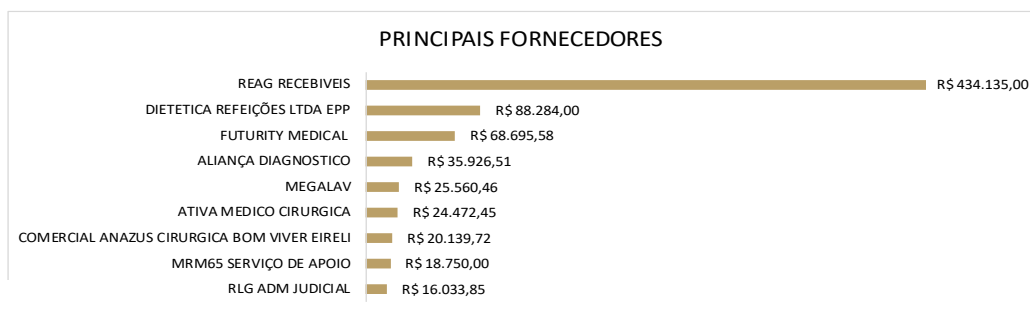 PRINCIPAIS FORNECEDORES
REAG RECEBIVEIS R$ 434.135,00
DIETETICA REFEIÇÕES LTDA EPP R$ 88.284,00
FUTURITY MEDICAL R$ 68.695,58
ALIANÇA DIAGNOSTICO R$ 35.926,51
MEGALAV R$ 25.560,46
ATIVA MEDICO CIRURGICA R$ 24.472,45
COMERCIAL ANAZUS CIRURGICA BOM VIVER EIRELI R$ 20.139,72
MRM65 SERVIÇO DE APOIO R$ 18.750,00
RLG ADM JUDICIAL R$ 16.033,85